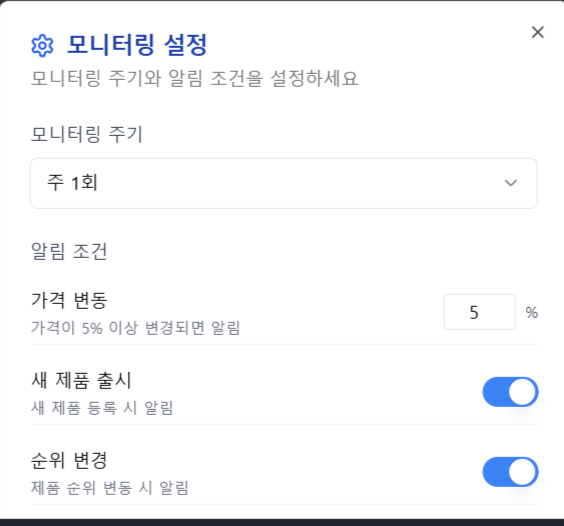 모니터링 설정
모니터링 주기와 알림 조건을 설정하세요
모니터링 주기
주 1회
알림 조건
가격 변동
가격이 5% 이상 변경되면 알림
5 %
새 제품 출시
새 제품 등록 시 알림
순위 변경
제품 순위 변동 시 알림